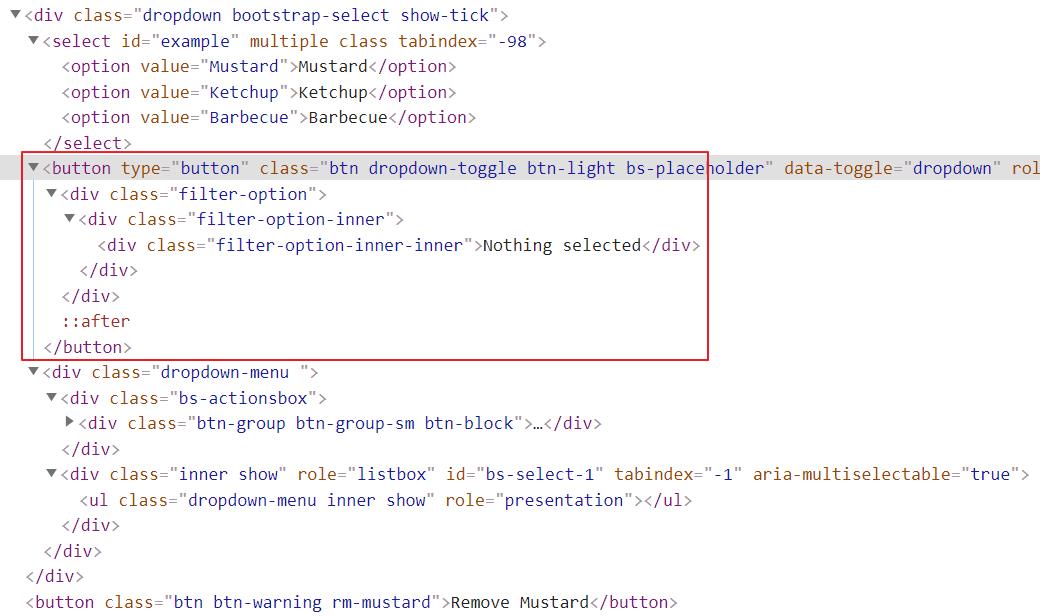 <div class="dropdown bootstrap-select show-tick">
<select id="example" multiple class tabindex="-98">
<option value="Mustard">Mustard</option>
<option value="Ketchup">Ketchup</option>
<option value="Barbecue">Barbecue</option>
</select>
<button type="button" class="btn dropdown-toggle btn-light bs-placeholder" data-toggle="dropdown" rol
<div class="filter-option">
<div class="filter-option-inner">
<div class="filter-option-inner-inner">Nothing selected</div>
</div>
</div>
::after
</button>
<div class="dropdown-menu ">
<div class="bs-actionsbox">
<div class="btn-group btn-group-sm btn-block">…</div>
</div>
<div class="inner show" role="listbox" id="bs-select-1" tabindex="-1" aria-multiselectable="true">
<ul class="dropdown-menu inner show" role="presentation"></ul>
</div>
</div>
</div>
<button class="btn btn-warning rm-mustard">Remove Mustard</button>